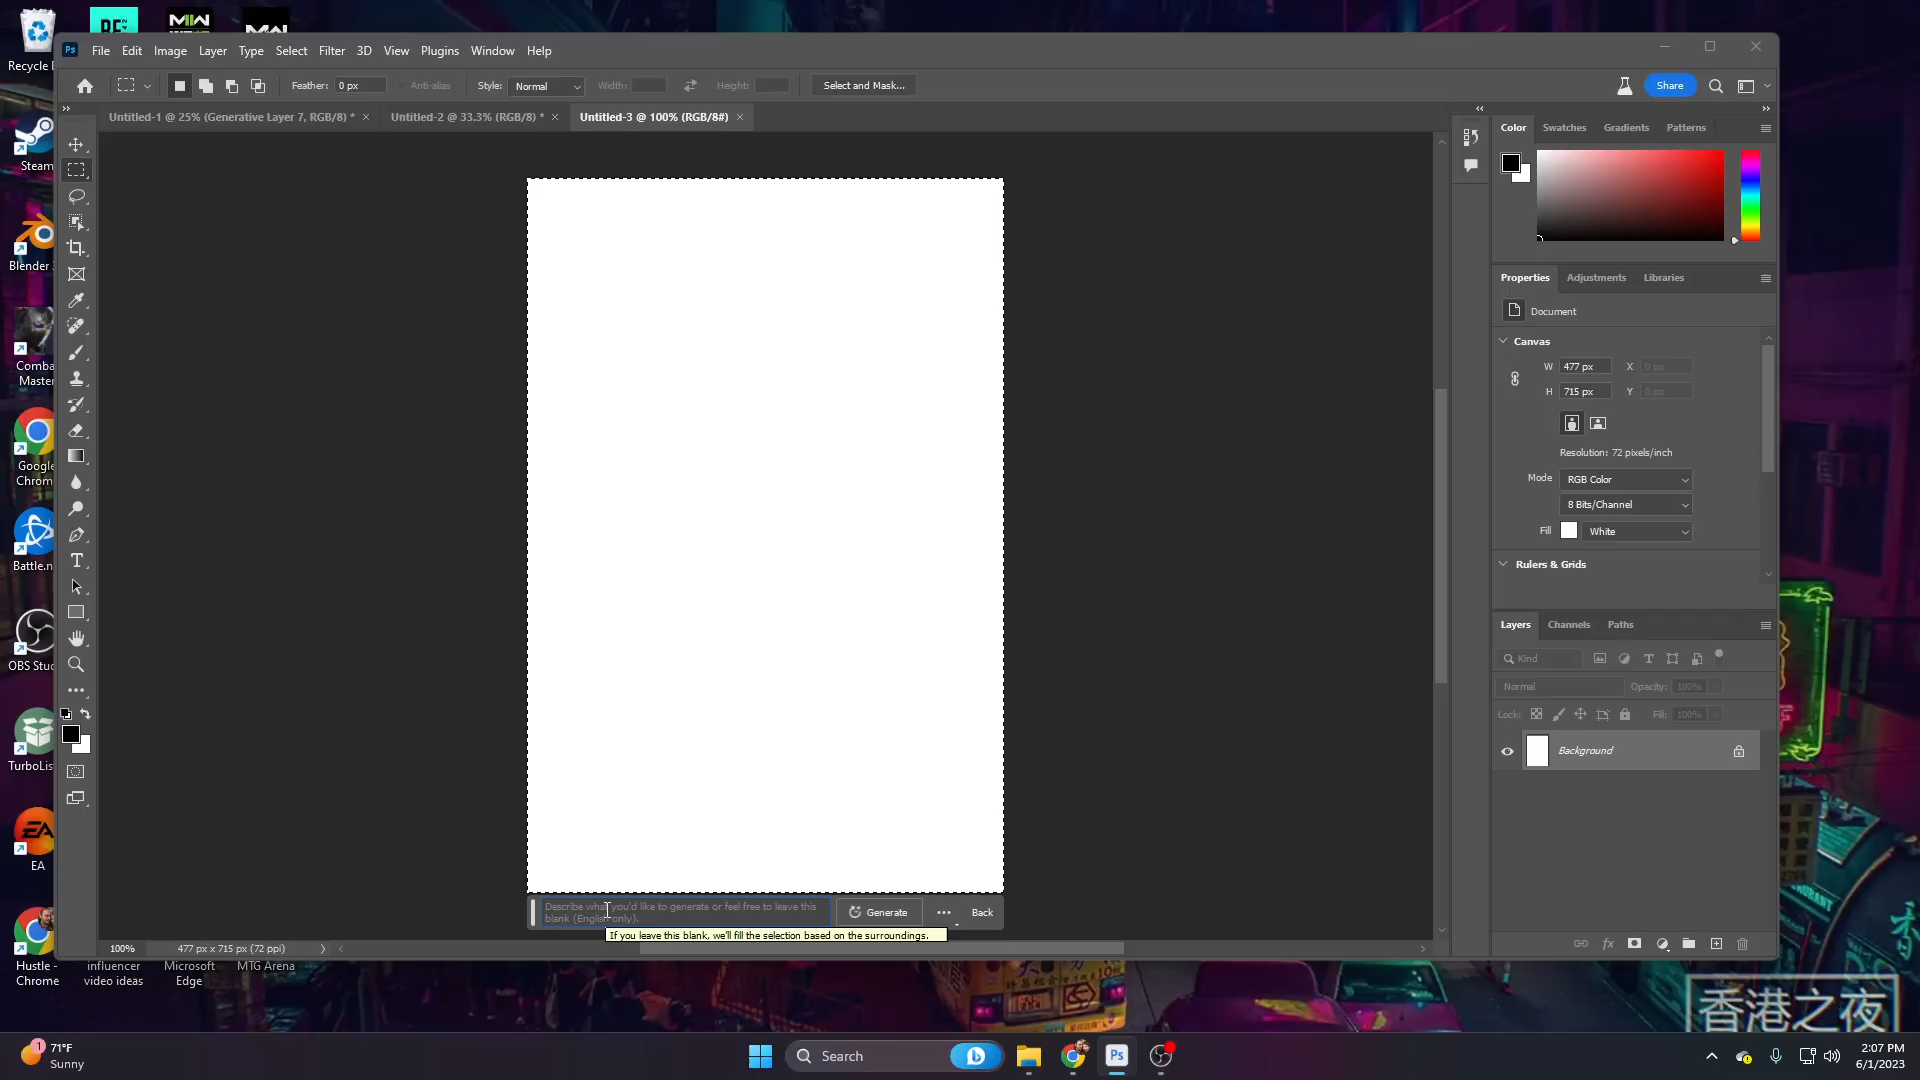 Recycle
File Edit Image Layer Type Select Filter 3D View Plugins Window Help
Feather: 0 px Anti-alias Style: Normal Width: Height: Select and Mask... Share
Untitled-1 @ 25% (Generative Layer 7, RGB/8) * × Untitled-2 @ 33.3% (RGB/8) * × Untitled-3 @ 100% (RGB/8#) ×
Color Swatches Gradients Patterns
Steam
Blender
Comba
Master
Google
Chrom
Battle.n
OBS Stud
TurboList
EA
Properties Adjustments Libraries
Document
Canvas
W 477 px X 0 px
H 715 px Y 0 px
Resolution: 72 pixels/inch
Mode RGB Color
8 Bits/Channel
Fill White
Rulers & Grids
Layers Channels Paths
Kind
Normal Opacity: 100%
Lock: Fill: 100%
Background
Describe what you'd like to generate or feel free to leave this
blank (English only).
Generate ... Back
If you leave this blank, we'll fill the selection based on the surroundings.
100% 477 px x 715 px (72 ppi)
Hustle -
Chrome
influencer
video ideas
Microsoft
Edge
MTG Arena
香港之夜
71°F
Sunny
Search
Ps
2:07 PM
6/1/2023